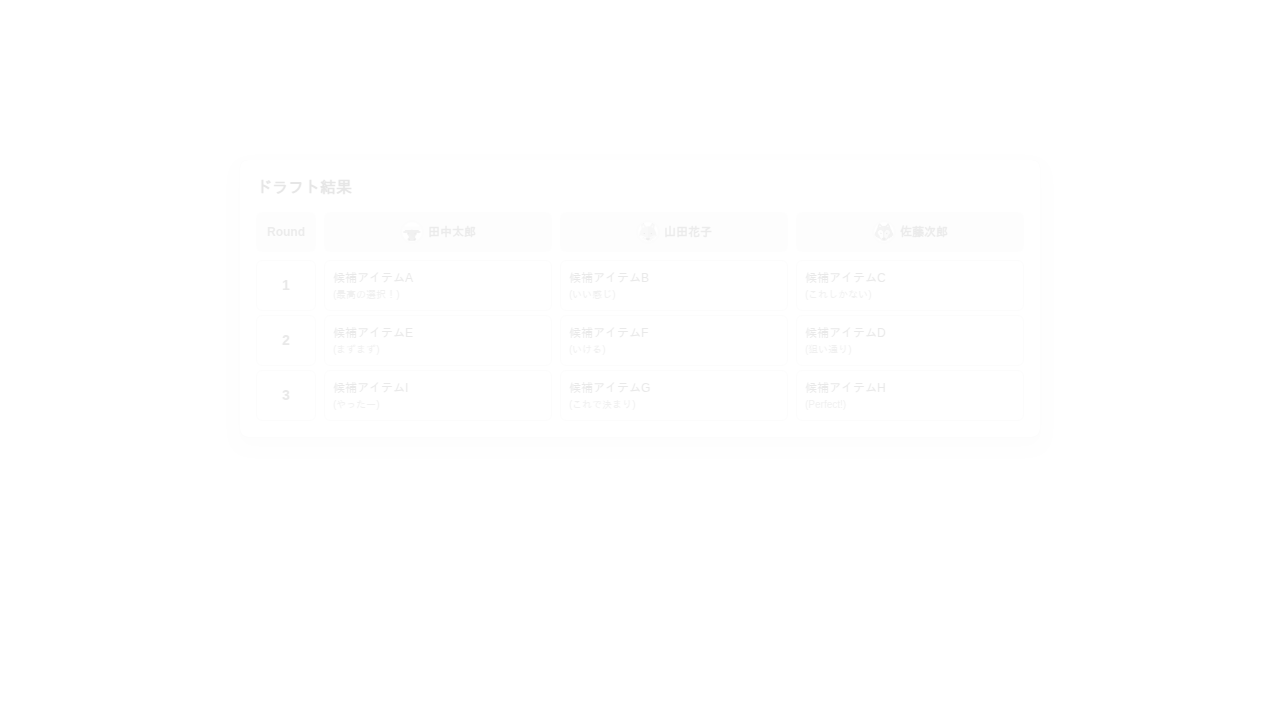 ドラフト結果
Round 田中太郎 山田花子 佐藤次郎
1 候補アイテムA 候補アイテムB 候補アイテムC
(最高の選択！) (いい感じ) (これしかない)
2 候補アイテムE 候補アイテムF 候補アイテムD
(まずまず) (いける) (狙い通り)
3 候補アイテムI 候補アイテムG 候補アイテムH
(やったー) (これで決まり) (Perfect!)